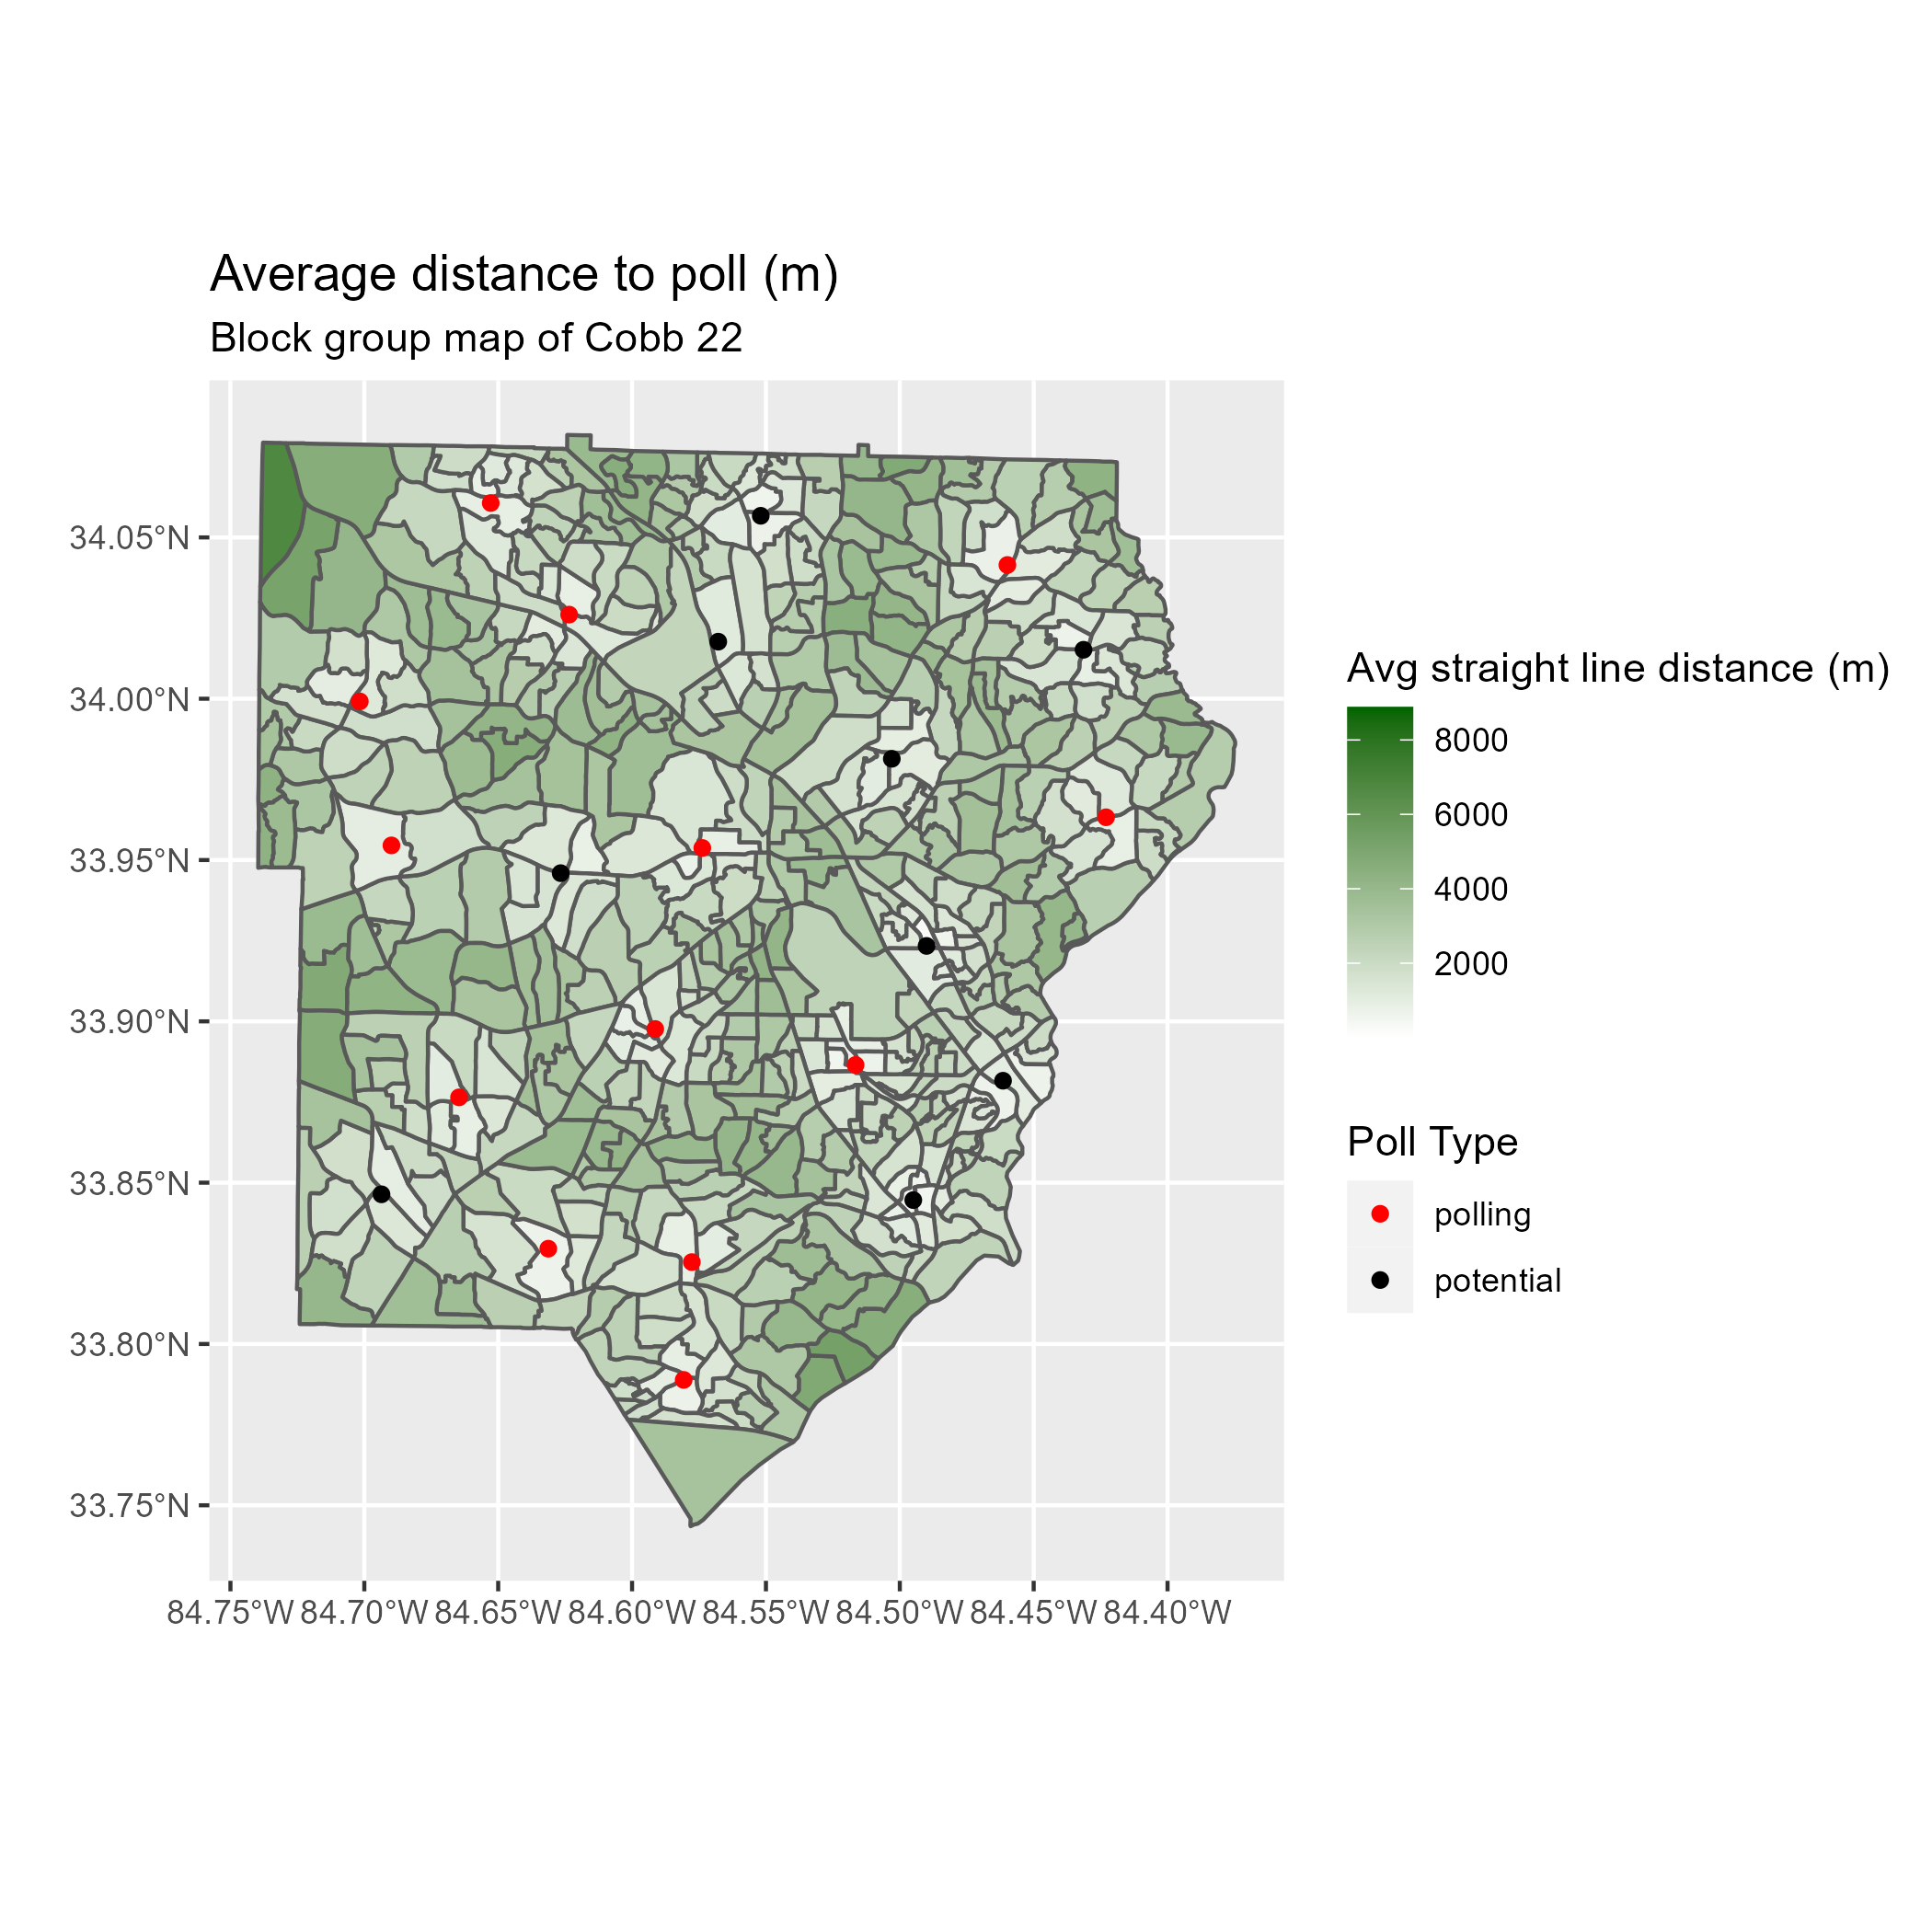 Average distance to poll (m)
Block group map of Cobb 22
34.05°N
34.00°N
33.95°N
33.90°N
33.85°N
33.80°N
33.75°N
84.75°W 84.70°W 84.65°W 84.60°W 84.55°W 84.50°W 84.45°W 84.40°W
Avg straight line distance (m)
8000
6000
4000
2000
Poll Type
polling
potential